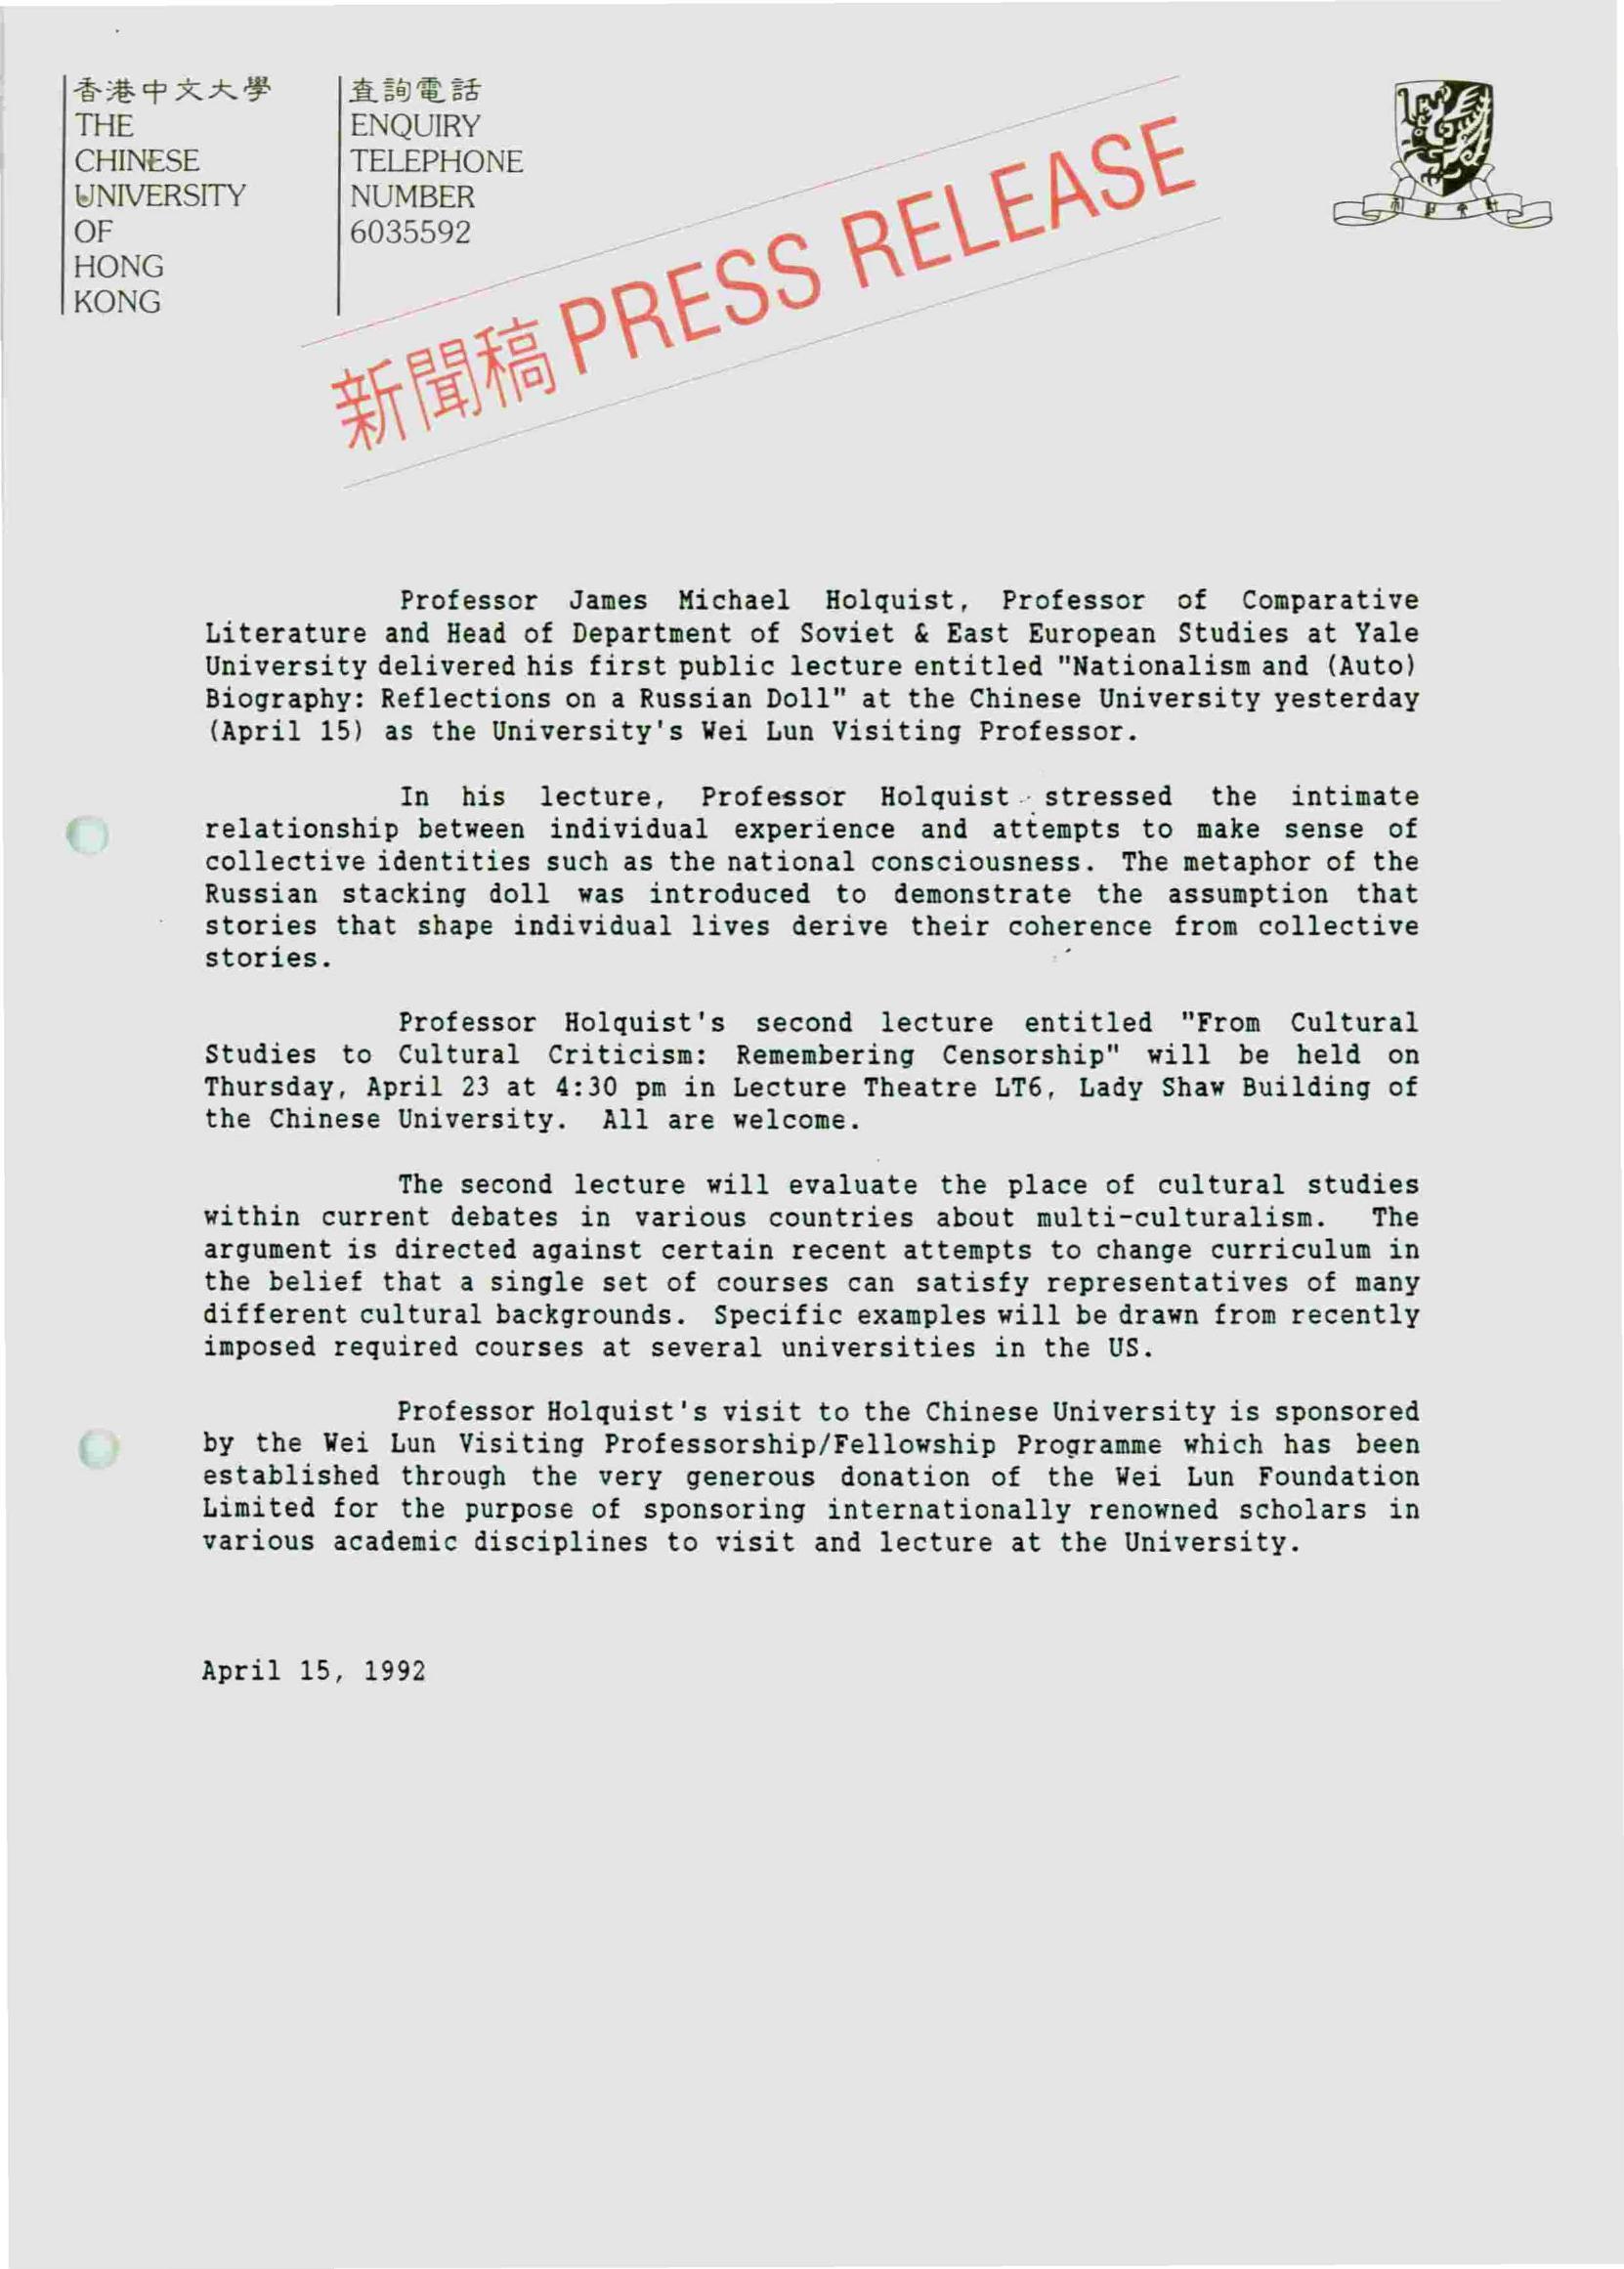 香港中文大學
THE
CHINESE
UNIVERSITY
OF
HONG
KONG
查詢電話
ENQUIRY
TELEPHONE
NUMBER
6035592
新聞稿 PRESS RELEASE
Professor James Michael Holquist, Professor of Comparative
Literature and Head of Department of Soviet & East European Studies at Yale
University delivered his first public lecture entitled "Nationalism and (Auto)
Biography: Reflections on a Russian Doll" at the Chinese University yesterday
(April 15) as the University's Wei Lun Visiting Professor.
In his lecture, Professor Holquist stressed the intimate
relationship between individual experience and attempts to make sense of
collective identities such as the national consciousness. The metaphor of the
Russian stacking doll was introduced to demonstrate the assumption that
stories that shape individual lives derive their coherence from collective
stories.
Professor Holquist's second lecture entitled "From Cultural
Studies to Cultural Criticism: Remembering Censorship" will be held on
Thursday, April 23 at 4:30 pm in Lecture Theatre LT6, Lady Shaw Building of
the Chinese University. All are welcome.
The second lecture will evaluate the place of cultural studies
within current debates in various countries about multi-culturalism. The
argument is directed against certain recent attempts to change curriculum in
the belief that a single set of courses can satisfy representatives of many
different cultural backgrounds. Specific examples will be drawn from recently
imposed required courses at several universities in the US.
Professor Holquist's visit to the Chinese University is sponsored
by the Wei Lun Visiting Professorship/Fellowship Programme which has been
established through the very generous donation of the Wei Lun Foundation
Limited for the purpose of sponsoring internationally renowned scholars in
various academic disciplines to visit and lecture at the University.
April 15, 1992